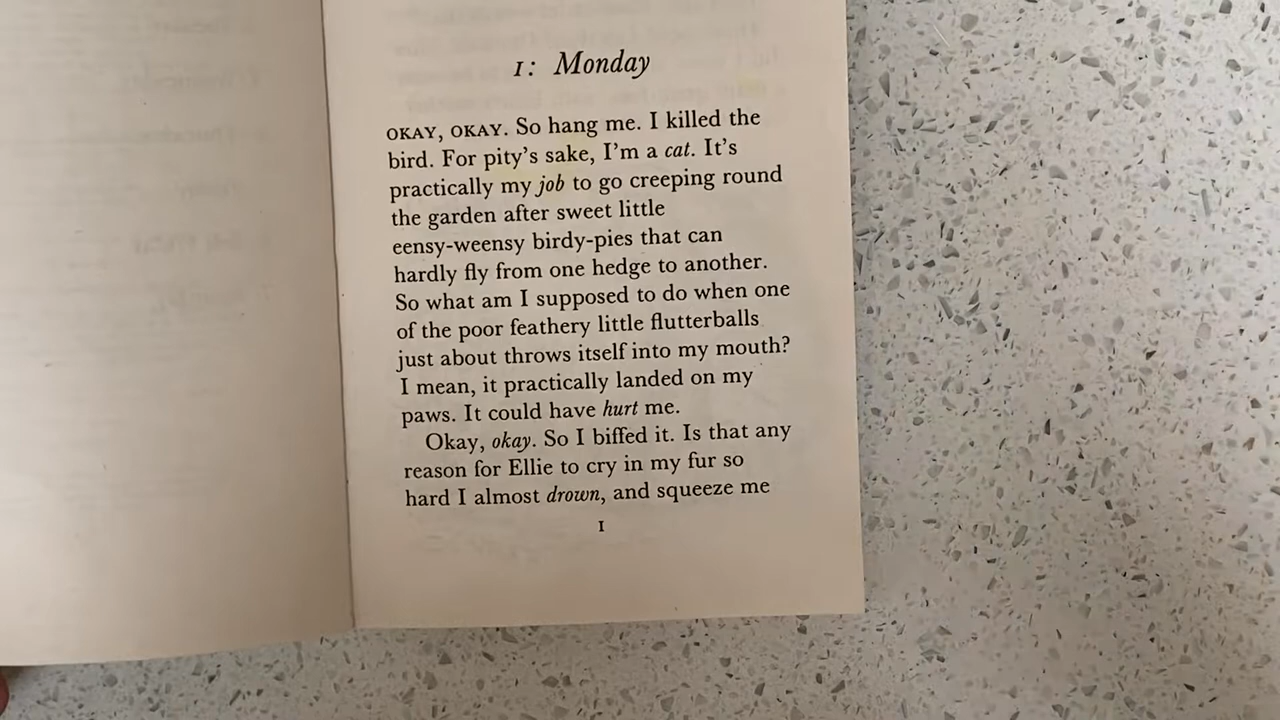 1: Monday
OKAY, OKAY. So hang me. I killed the
bird. For pity's sake, I'm a cat. It's
practically my job to go creeping round
the garden after sweet little
eensy-weensy birdy-pies that can
hardly fly from one hedge to another.
So what am I supposed to do when one
of the poor feathery little flutterballs
just about throws itself into my mouth?
I mean, it practically landed on my
paws. It could have hurt me.
Okay, okay. So I biffed it. Is that any
reason for Ellie to cry in my fur so
hard I almost drown, and squeeze me
1